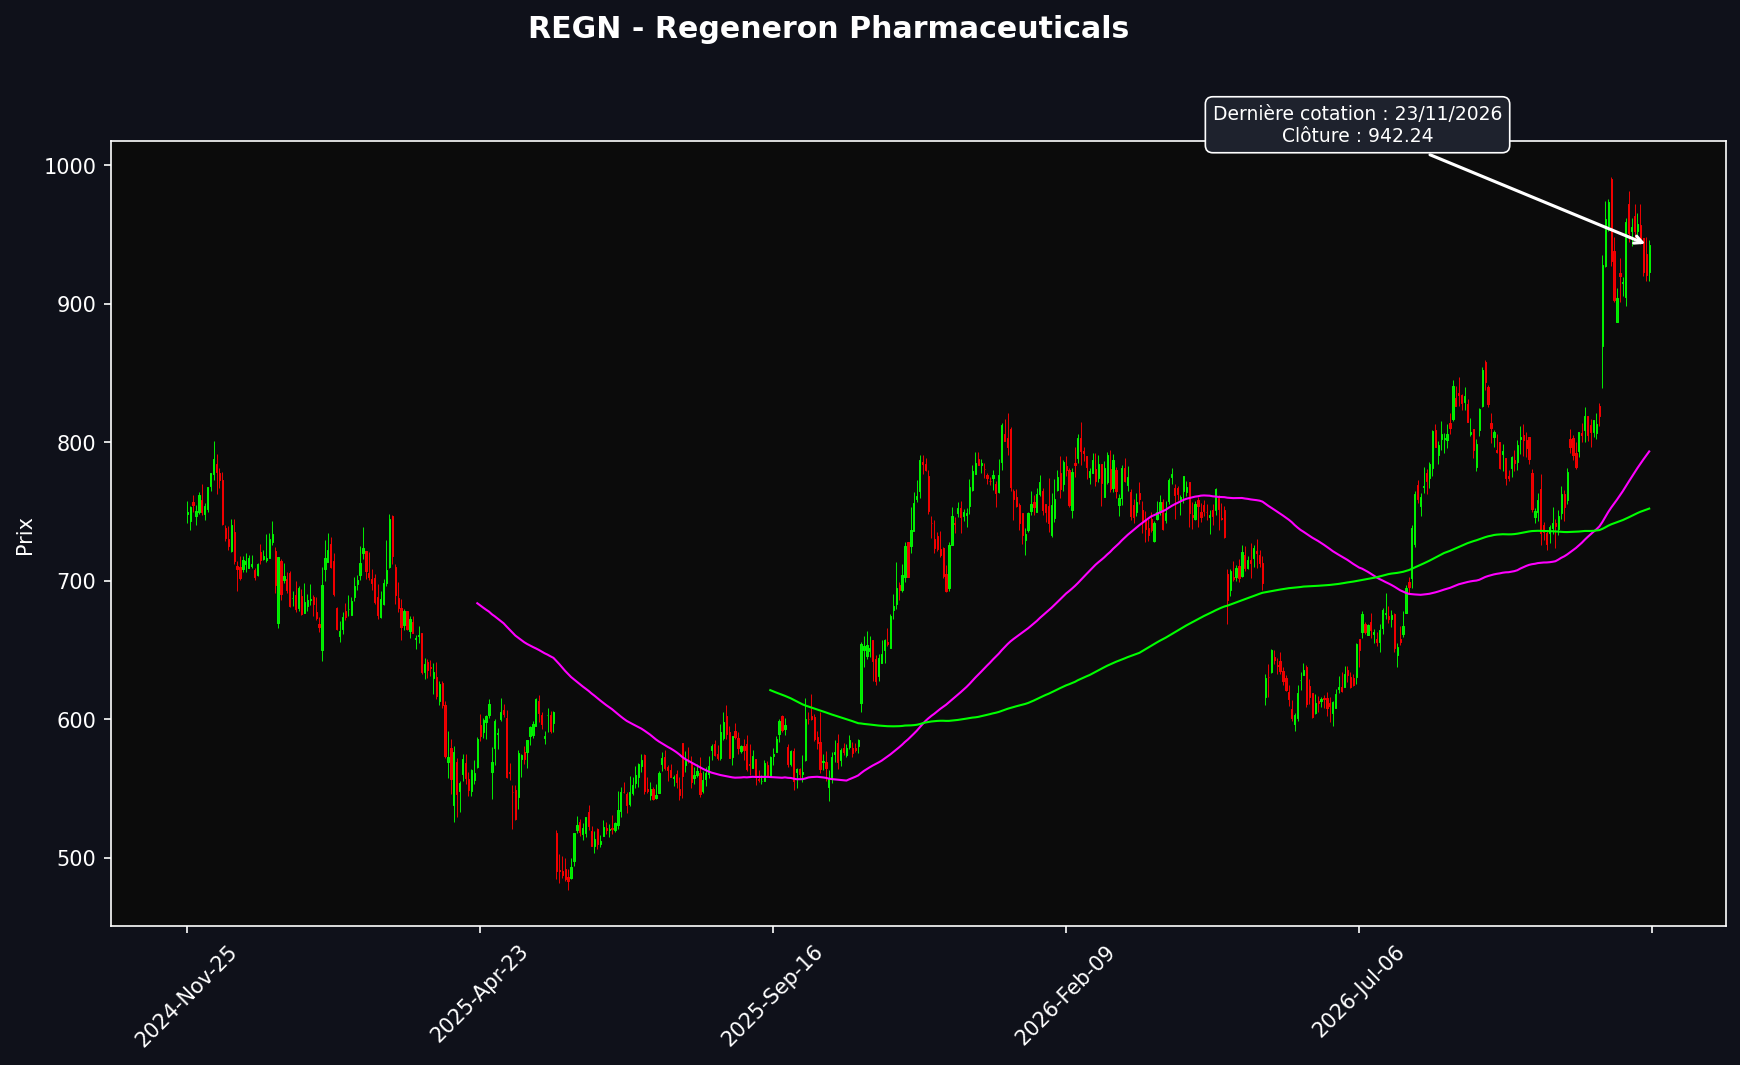 REGN - Regeneron Pharmaceuticals
Dernière cotation : 23/11/2026
Clôture : 942.24
1000
900
800
700
600
500
Prix
2024-Nov-25
2025-Apr-23
2025-Sep-16
2026-Feb-09
2026-Jul-06